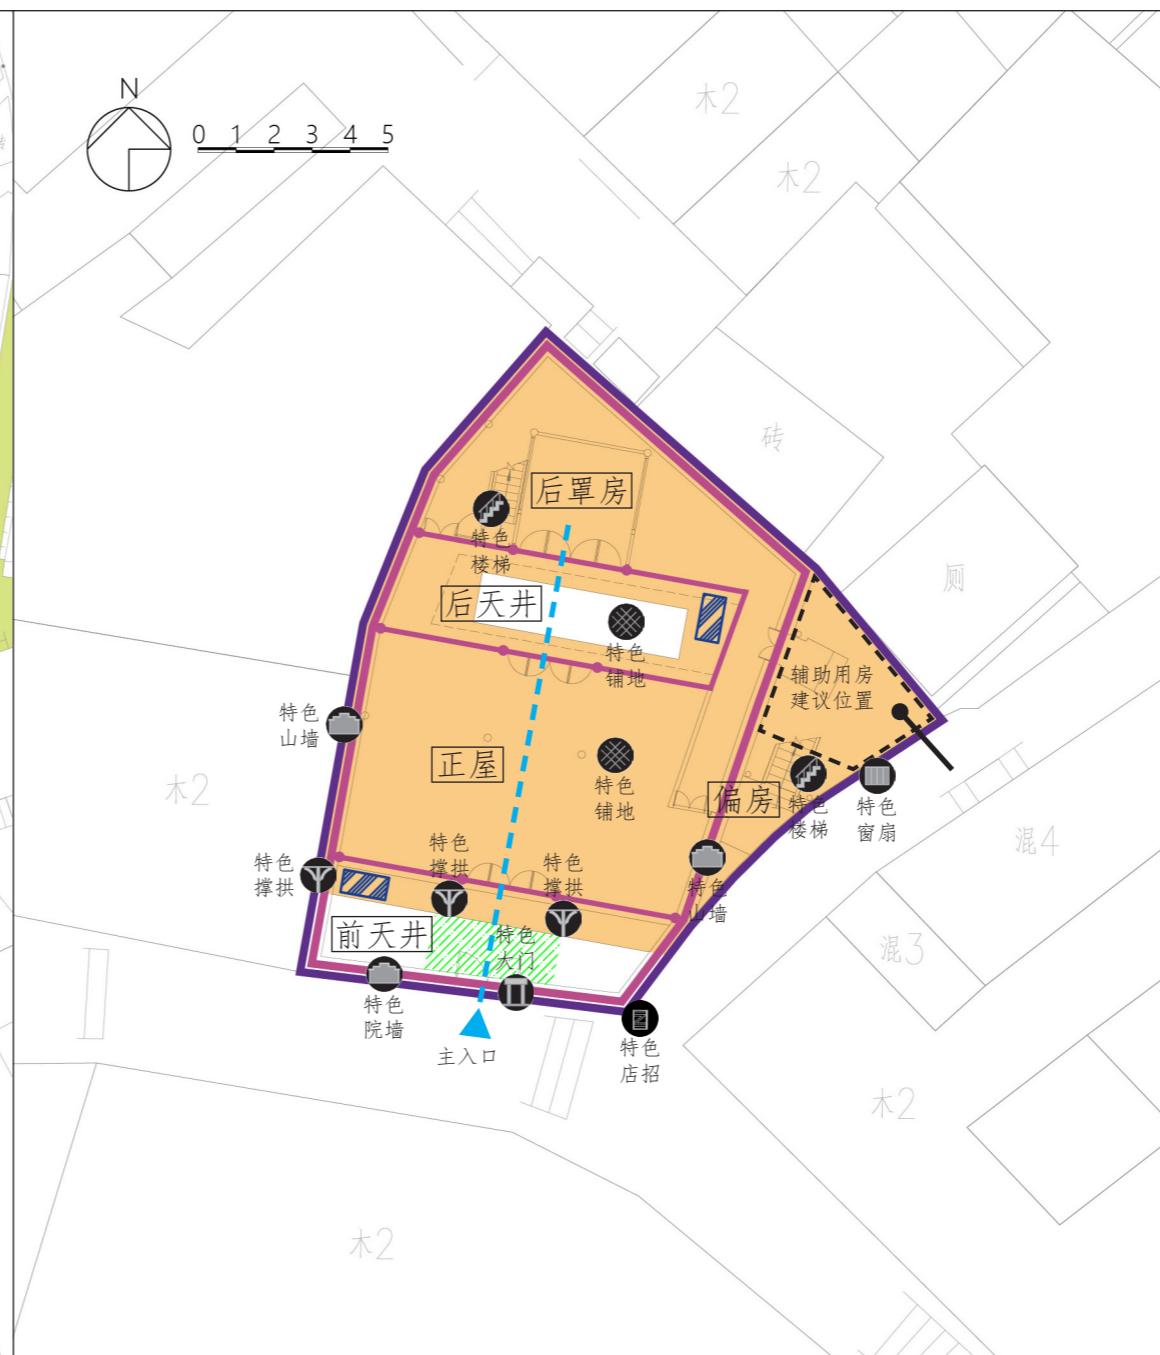 N
0 1 2 3 4 5
木2
木2
砖
厕
后罩房
特色
楼梯
后天井
特色
铺地
辅助用房
建议位置
特色
山墙
正屋
特色
铺地
偏房
特色
楼梯
特色
窗扇
木2
混4
特色
撑拱
特色
撑拱
特色
撑拱
特色
山墙
前天井
特色
大门
混3
特色
院墙
主入口
特色
店招
木2
木2